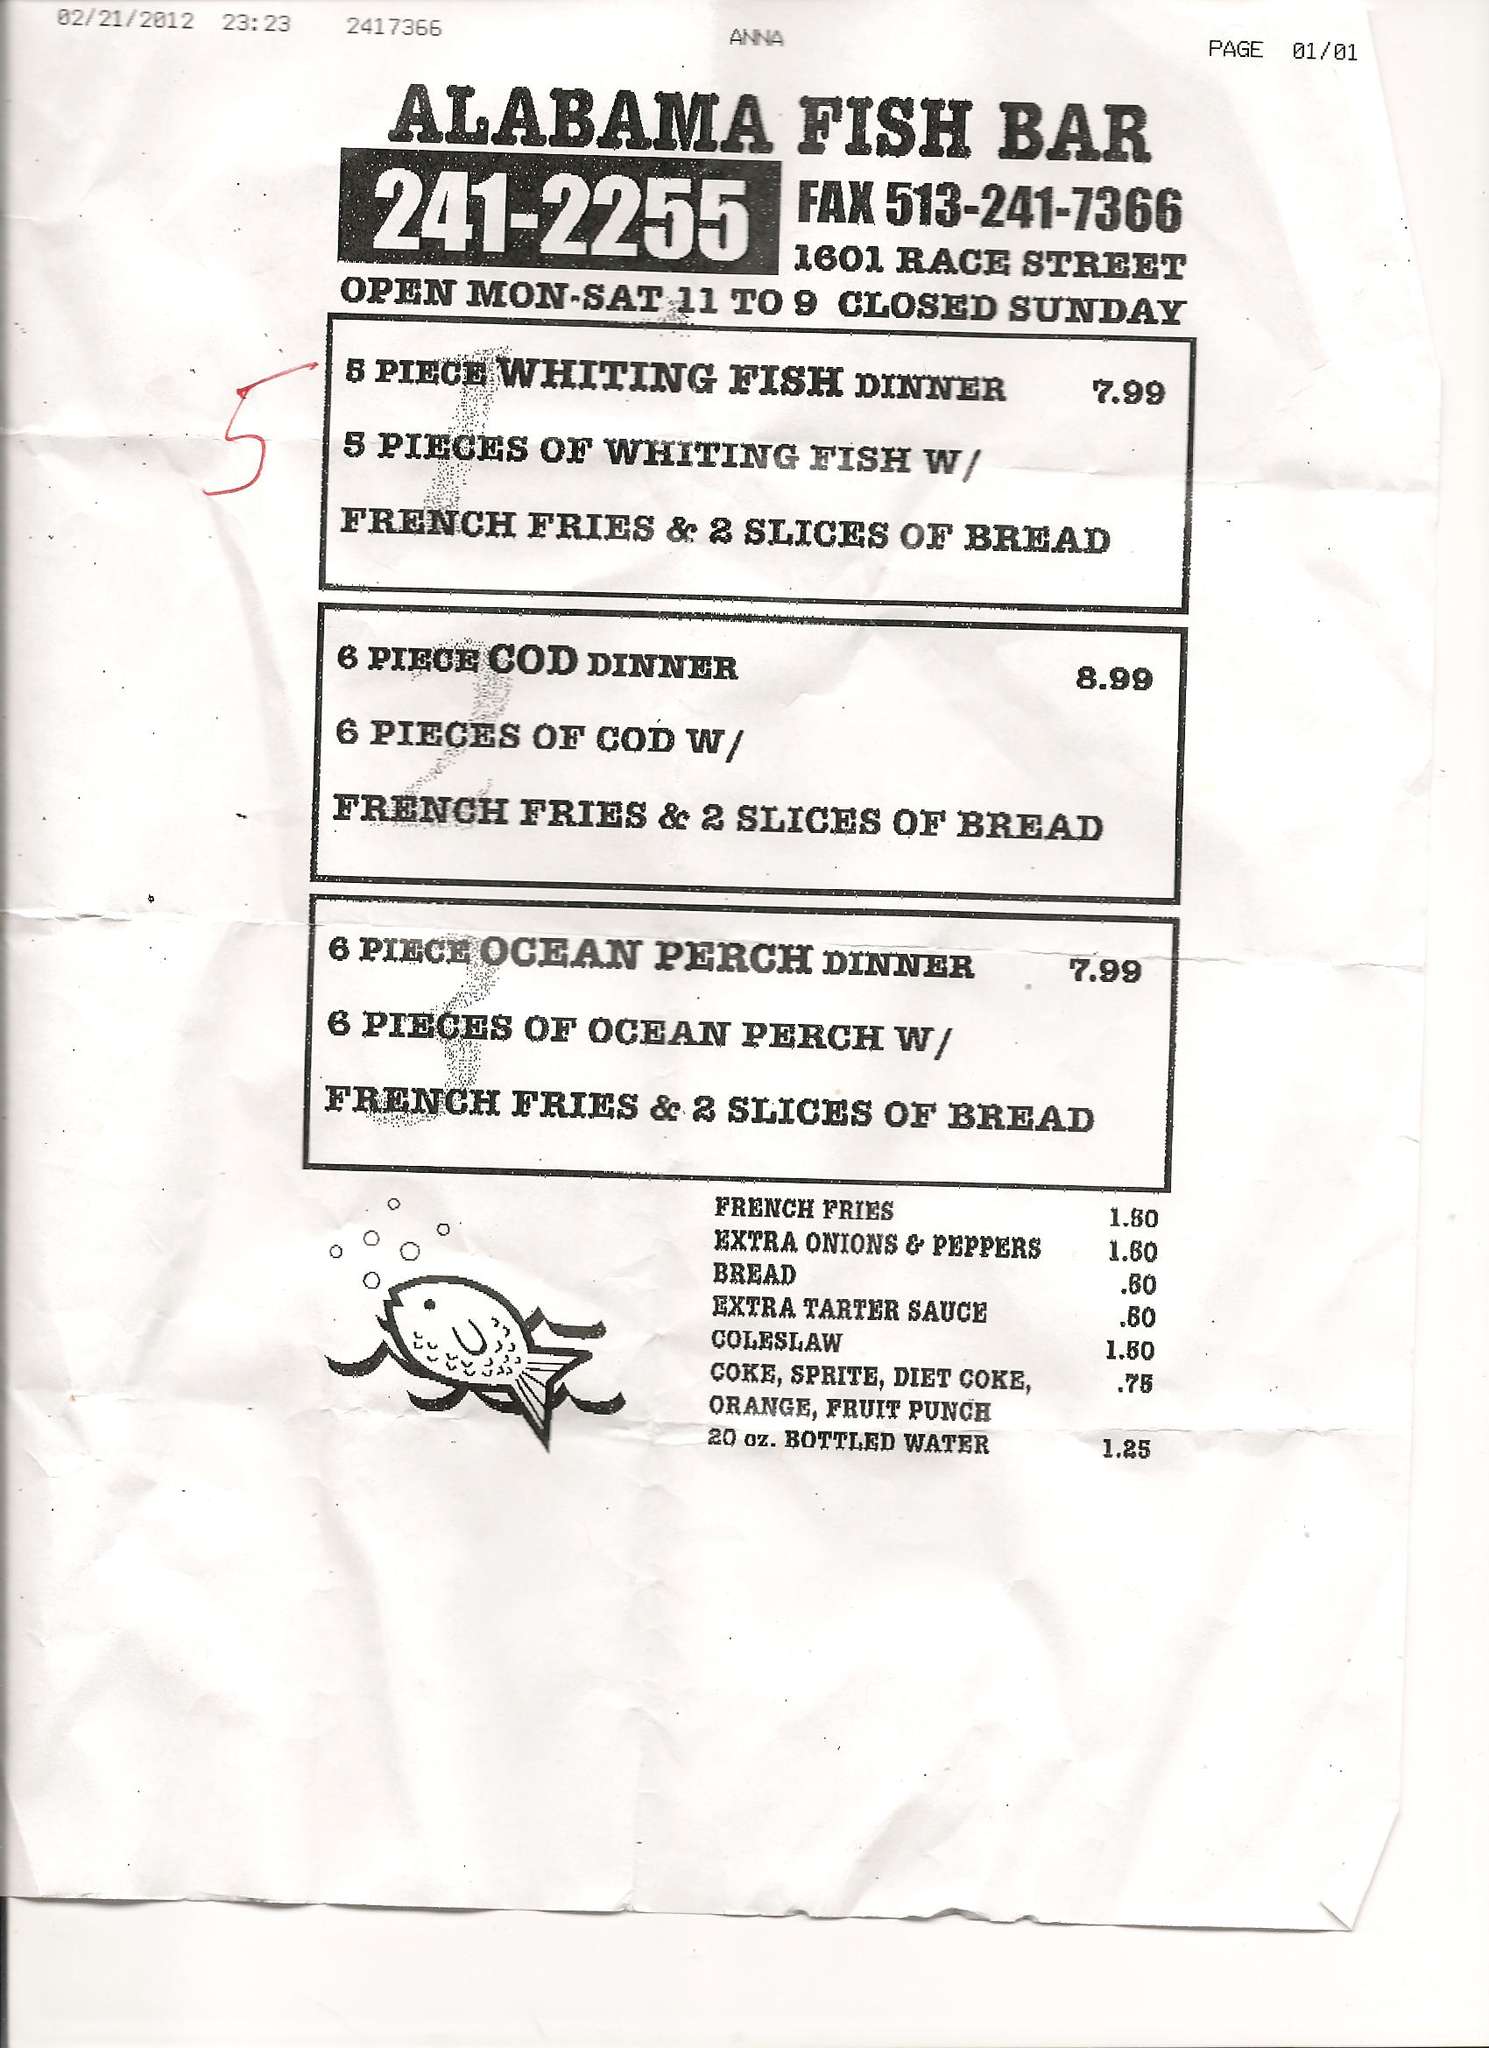 02/21/2012 23:23 2417366 ANNA PAGE 01/01
ALABAMA FISH BAR
241-2255 FAX 513-241-7366
1601 RACE STREET
OPEN MON-SAT 11 TO 9 CLOSED SUNDAY
5
5 PIECE WHITING FISH DINNER 7.99
5 PIECES OF WHITING FISH W/
FRENCH FRIES & 2 SLICES OF BREAD
1
6 PIECE COD DINNER 8.99
6 PIECES OF COD W/
FRENCH FRIES & 2 SLICES OF BREAD
2
6 PIECE OCEAN PERCH DINNER 7.99
6 PIECES OF OCEAN PERCH W/
FRENCH FRIES & 2 SLICES OF BREAD
FRENCH FRIES 1.50
EXTRA ONIONS & PEPPERS 1.50
BREAD .50
EXTRA TARTER SAUCE .50
COLESLAW 1.50
COKE, SPRITE, DIET COKE, .75
ORANGE, FRUIT PUNCH
20 oz. BOTTLED WATER 1.25